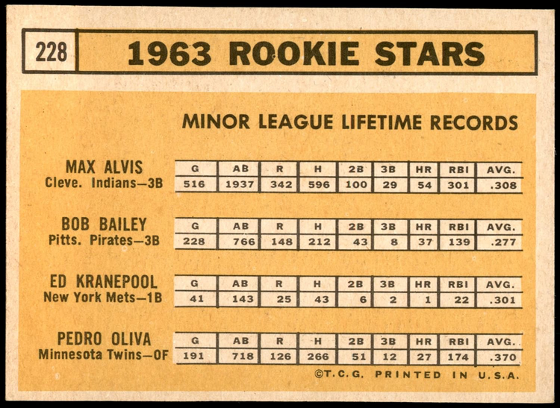 228 1963 ROOKIE STARS
MINOR LEAGUE LIFETIME RECORDS
MAX ALVIS
Cleve. Indians—3B
G AB R H 2B 3B HR RBI AVG.
516 1937 342 596 100 29 54 301 .308
BOB BAILEY
Pitts. Pirates—3B
G AB R H 2B 3B HR RBI AVG.
228 766 148 212 43 8 37 139 .277
ED KRANEPOOL
New York Mets—1B
G AB R H 2B 3B HR RBI AVG.
41 143 25 43 6 2 1 22 .301
PEDRO OLIVA
Minnesota Twins—OF
G AB R H 2B 3B HR RBI AVG.
191 718 126 266 51 12 27 174 .370
©T.C.G. PRINTED IN U.S.A.